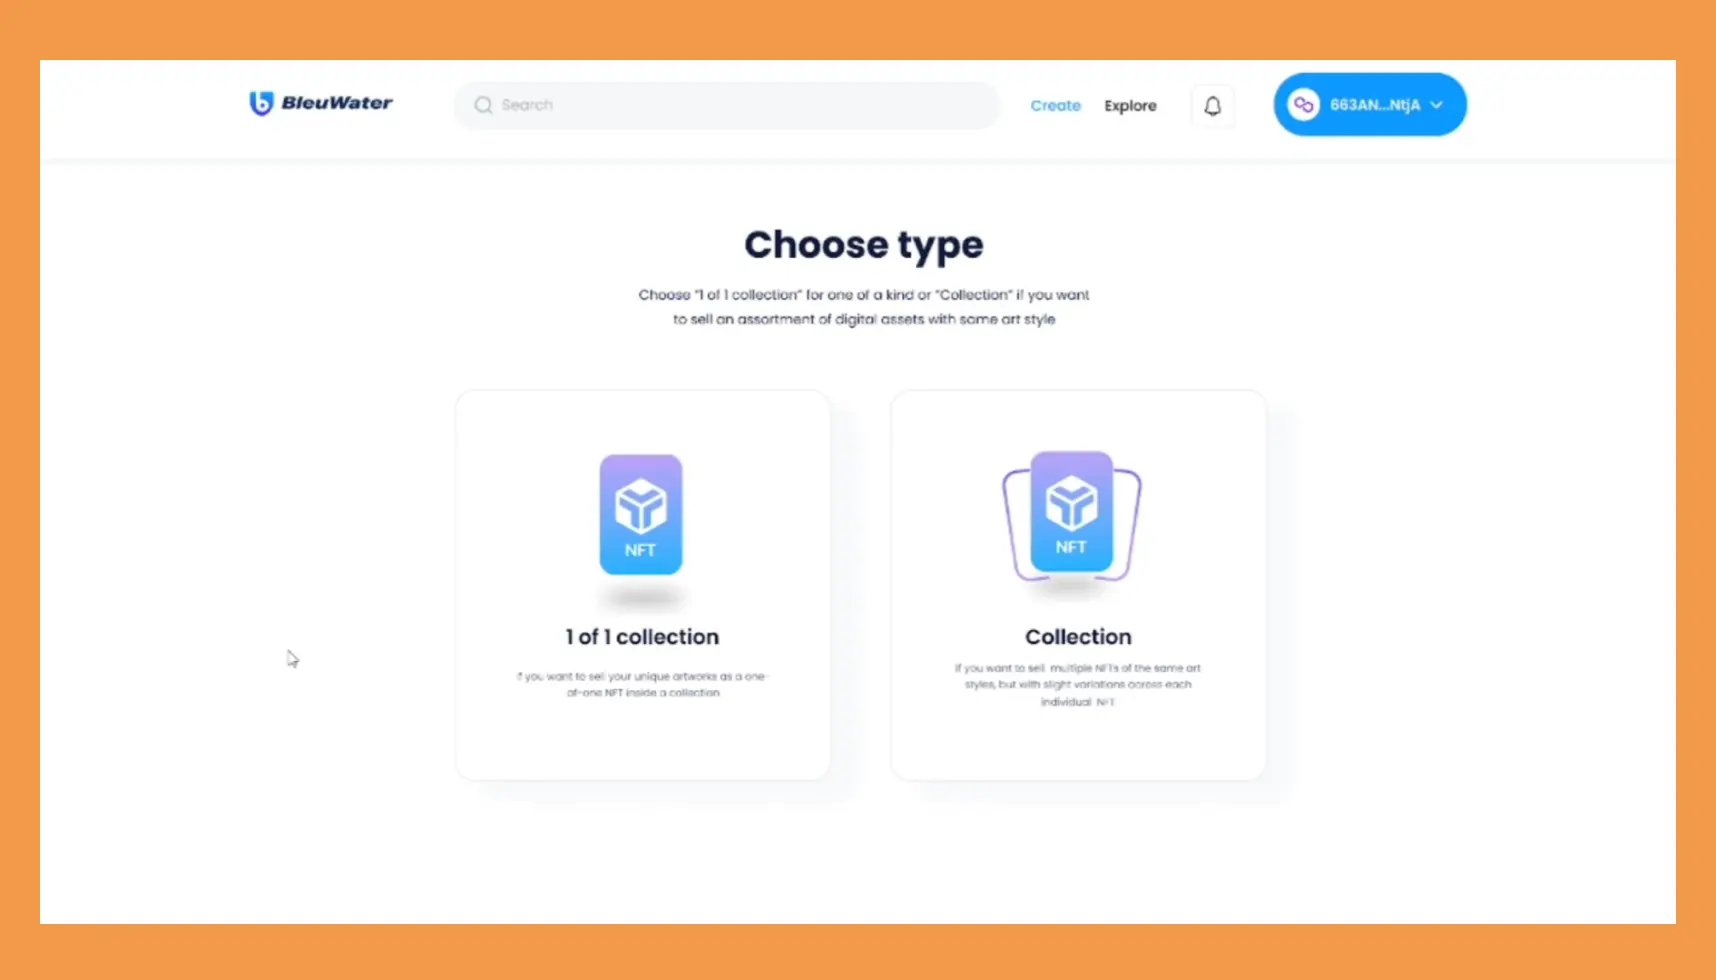 BleuWater
Search
Create
Explore
663AN...NtjA
Choose type
Choose "1 of 1 collection" for one of a kind or "Collection" if you want
to sell an assortment of digital assets with same art style
NFT
NFT
1 of 1 collection
If you want to sell your unique artworks as a one-
of-one NFT inside a collection
Collection
If you want to sell multiple NFTs of the same art
styles, but with slight variations across each
individual NFT